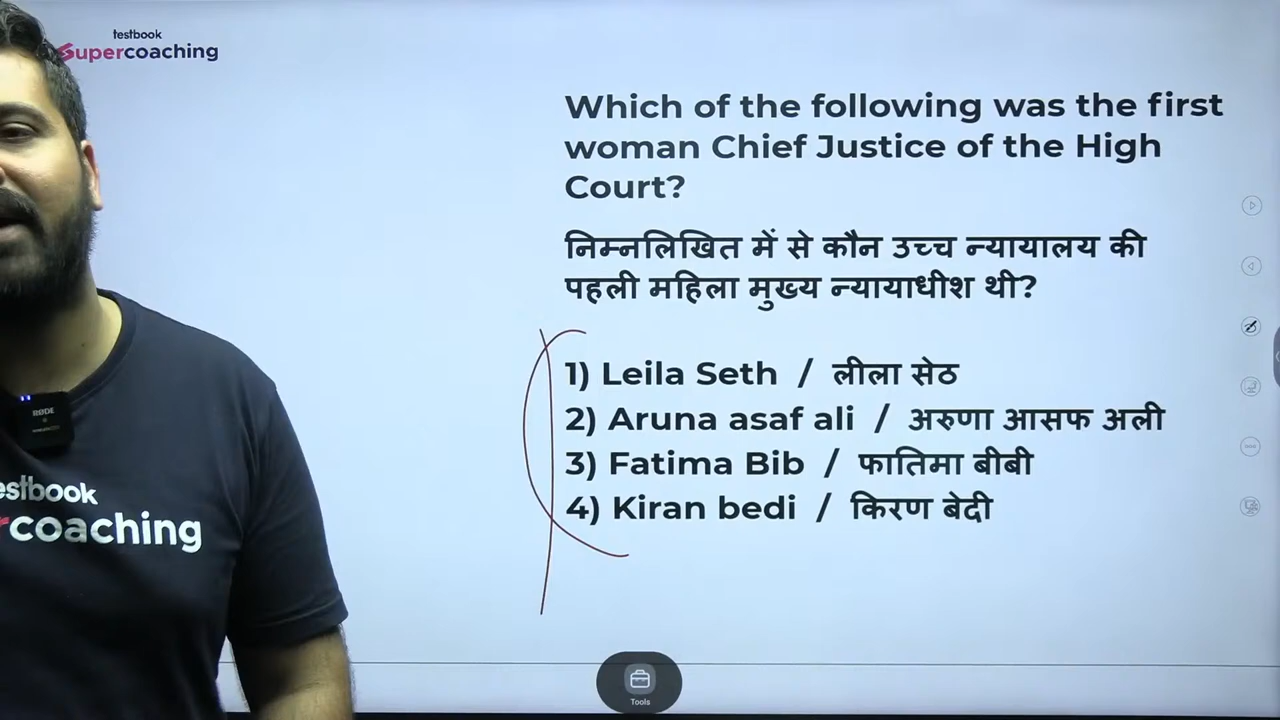 testbook
Supercoaching
Which of the following was the first
woman Chief Justice of the High
Court?
निम्नलिखित में से कौन उच्च न्यायालय की
पहली महिला मुख्य न्यायाधीश थी?
1) Leila Seth / लीला सेठ
2) Aruna asaf ali / अरुणा आसफ अली
3) Fatima Bib / फातिमा बीबी
4) Kiran bedi / किरण बेदी
RØDE
estbook
rcoaching
Tools